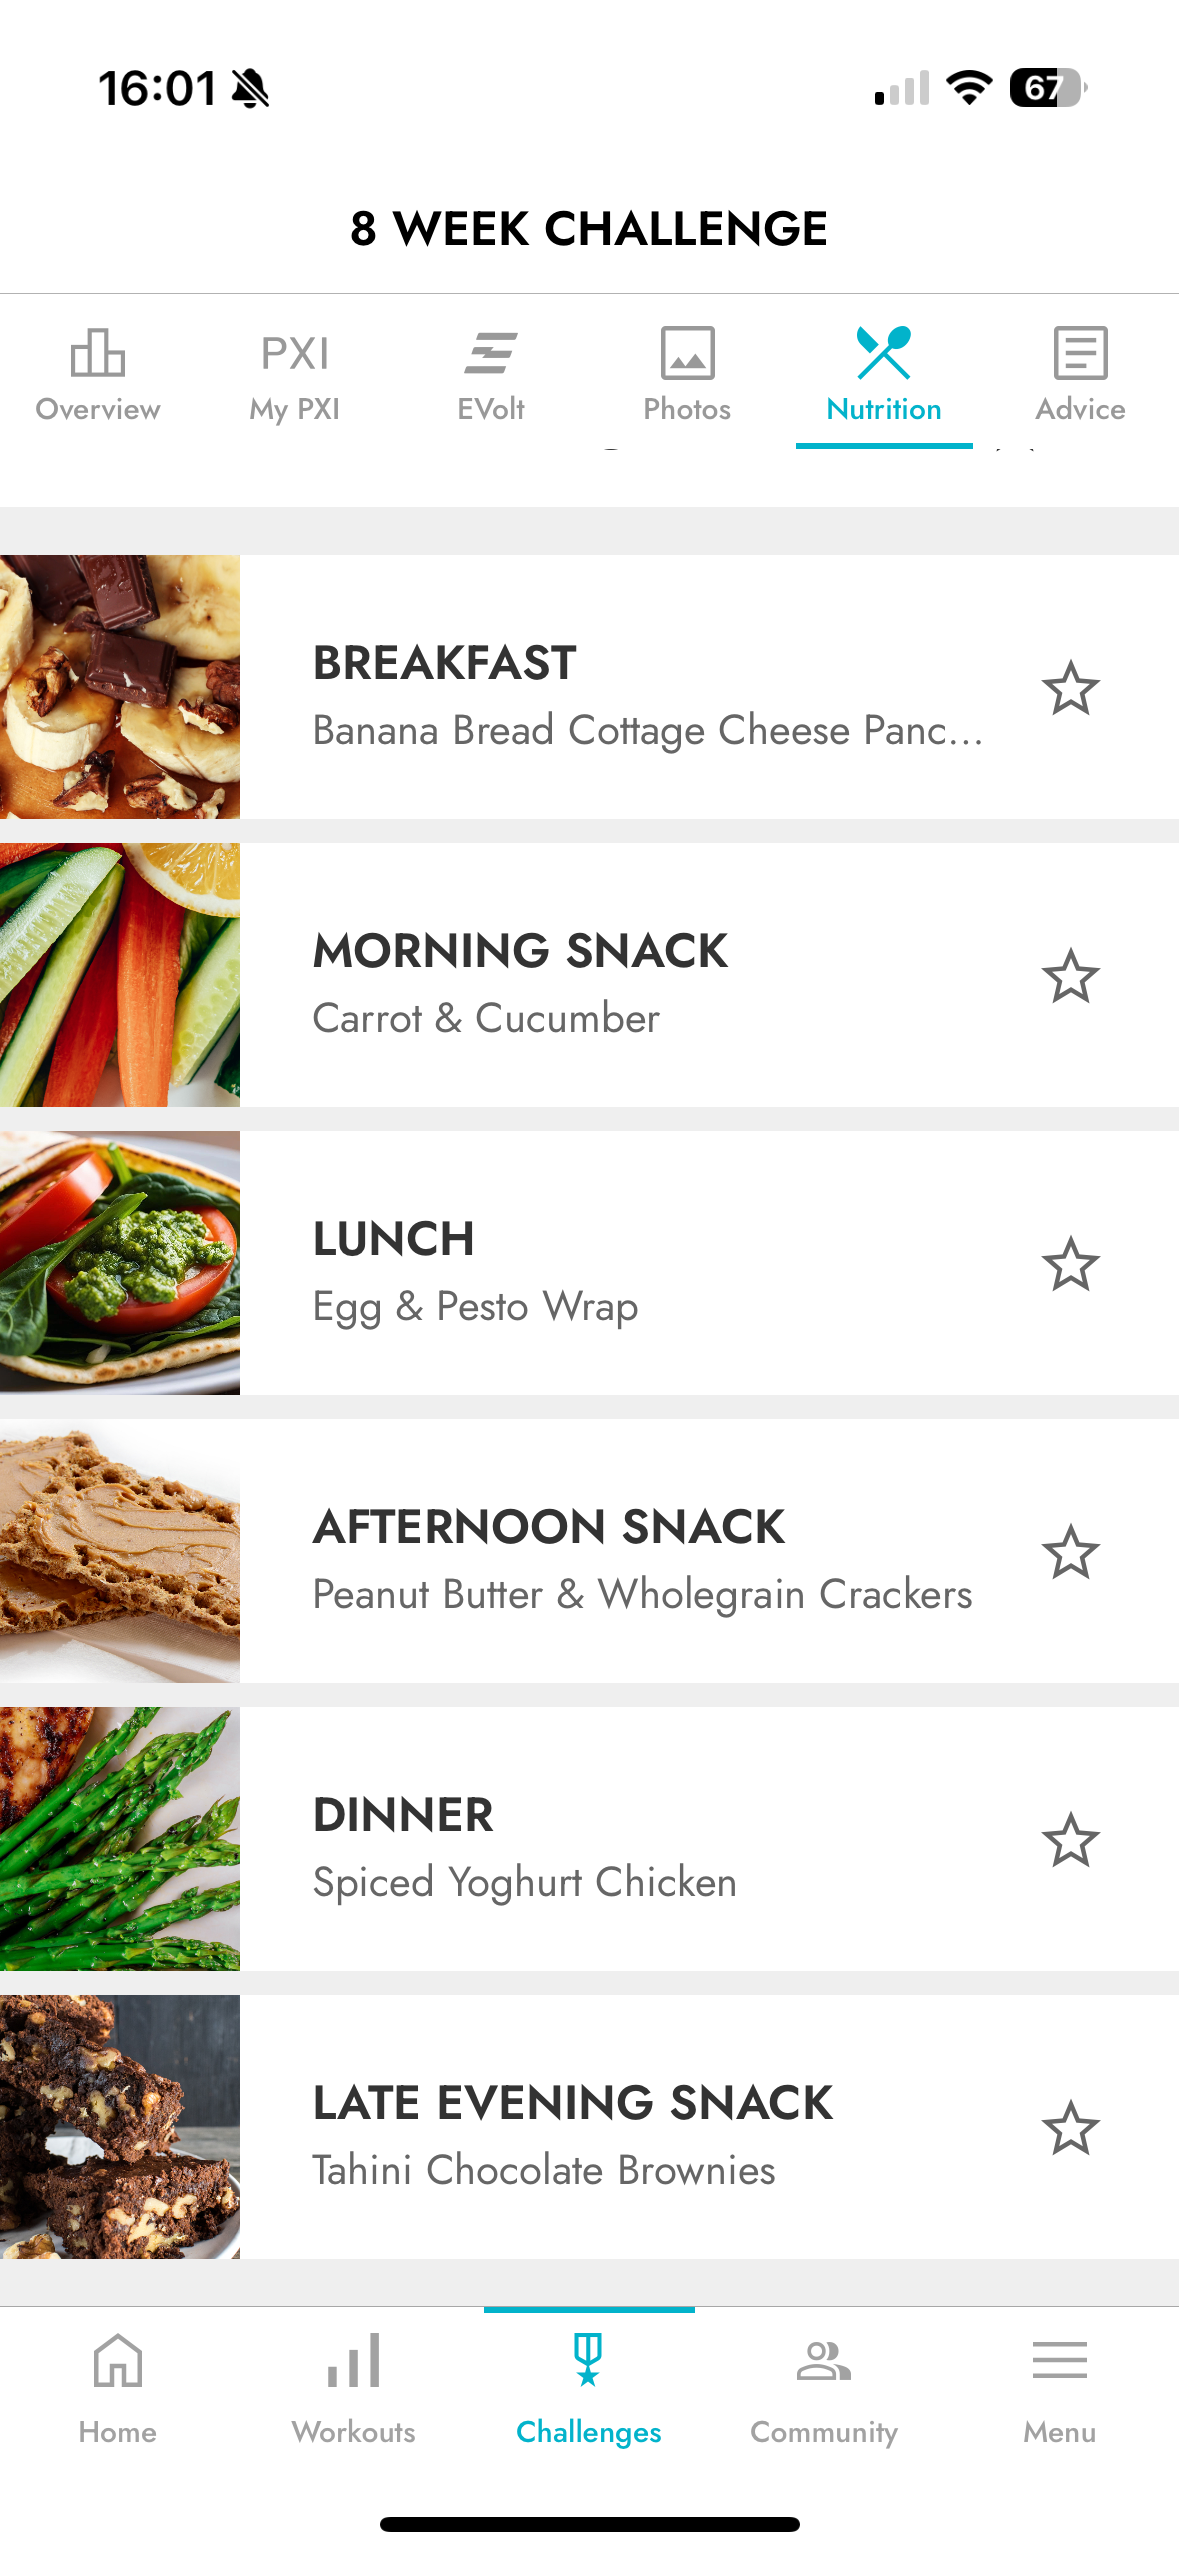 16:01
67
8 WEEK CHALLENGE
PXI
Overview My PXI EVolt Photos Nutrition Advice
BREAKFAST
Banana Bread Cottage Cheese Panc...
MORNING SNACK
Carrot & Cucumber
LUNCH
Egg & Pesto Wrap
AFTERNOON SNACK
Peanut Butter & Wholegrain Crackers
DINNER
Spiced Yoghurt Chicken
LATE EVENING SNACK
Tahini Chocolate Brownies
Home Workouts Challenges Community Menu